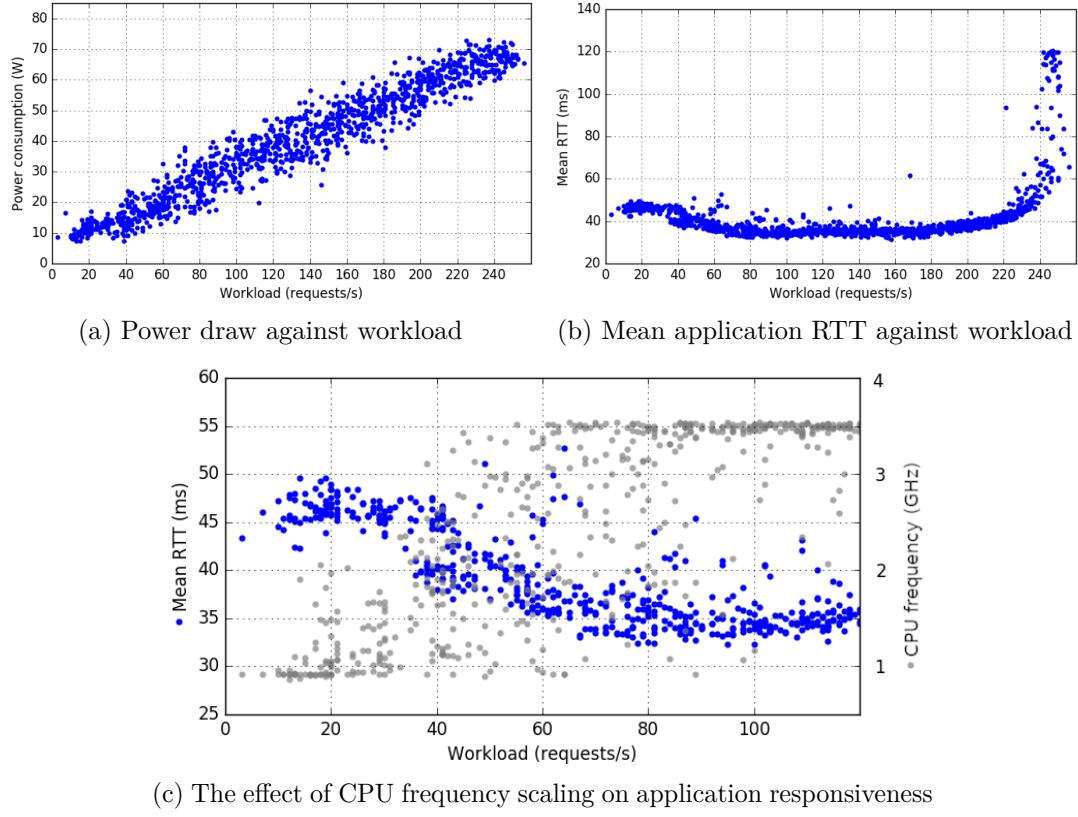 80
70
60
50
40
30
20
10
0
Power consumption (W)
20 40 60 80 100 120 140 160 180 200 220 240
Workload (requests/s)
(a) Power draw against workload
140
120
100
80
60
40
20
Mean RTT (ms)
20 40 60 80 100 120 140 160 180 200 220 240
Workload (requests/s)
(b) Mean application RTT against workload
60
55
50
45
40
35
30
25
Mean RTT (ms)
4
3
2
1
CPU frequency (GHz)
0 20 40 60 80 100
Workload (requests/s)
(c) The effect of CPU frequency scaling on application responsiveness